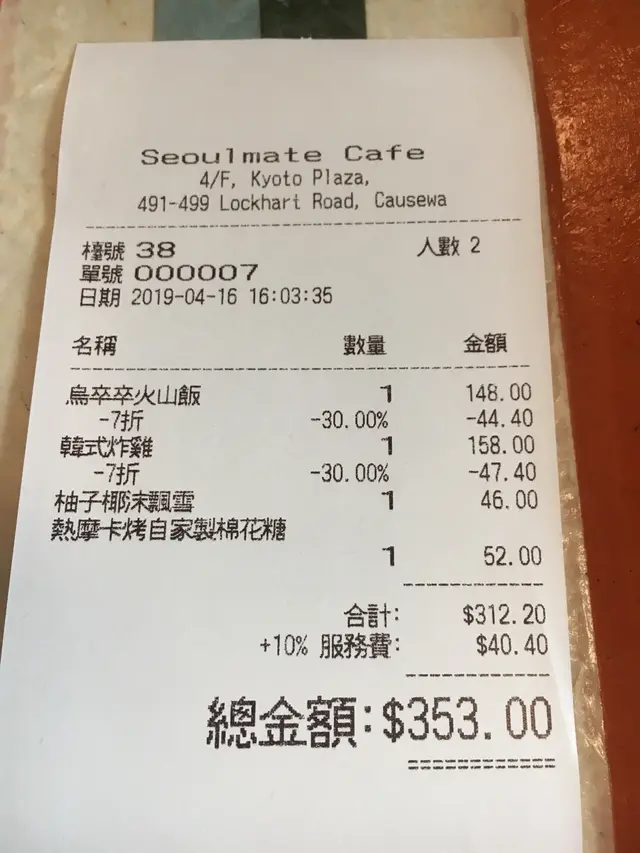 Seoulmate Cafe
4/F, Kyoto Plaza,
491-499 Lockhart Road, Causewa
檯號 38 人數 2
單號 000007
日期 2019-04-16 16:03:35
名稱 數量 金額
烏卒卒火山飯 1 148.00
-7折 -30.00% -44.40
韓式炸雞 1 158.00
-7折 -30.00% -47.40
柚子椰沫飄雪 1 46.00
熱摩卡烤自家製棉花糖
1 52.00
合計: $312.20
+10% 服務費: $40.40
總金額: $353.00